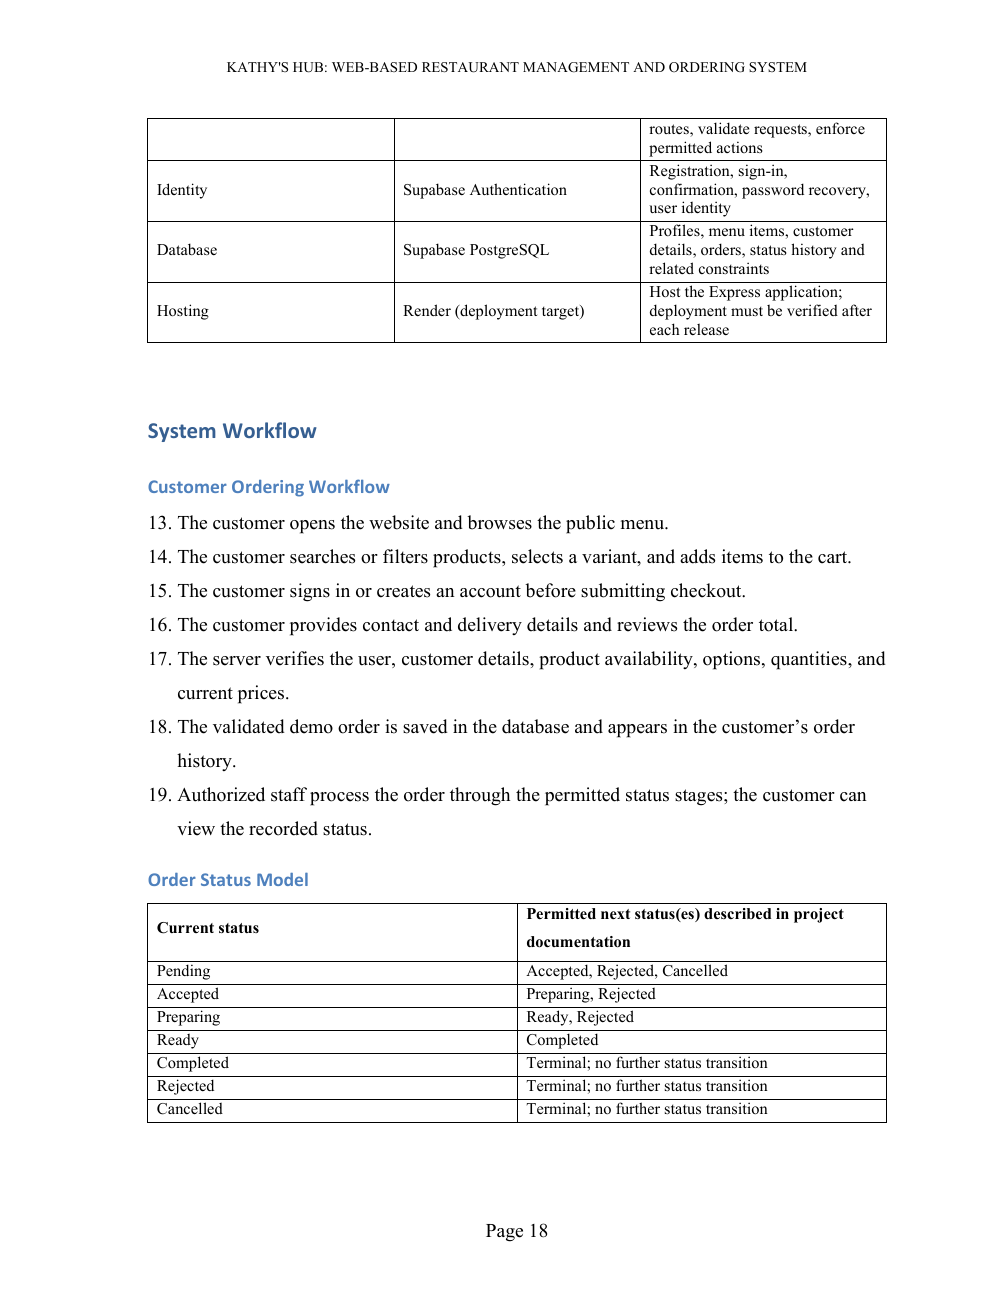 KATHY'S HUB: WEB-BASED RESTAURANT MANAGEMENT AND ORDERING SYSTEM
routes, validate requests, enforce
permitted actions
Identity
Supabase Authentication
Registration, sign-in,
confirmation, password recovery,
user identity
Database
Supabase PostgreSQL
Profiles, menu items, customer
details, orders, status history and
related constraints
Hosting
Render (deployment target)
Host the Express application;
deployment must be verified after
each release
System Workflow
Customer Ordering Workflow
13. The customer opens the website and browses the public menu.
14. The customer searches or filters products, selects a variant, and adds items to the cart.
15. The customer signs in or creates an account before submitting checkout.
16. The customer provides contact and delivery details and reviews the order total.
17. The server verifies the user, customer details, product availability, options, quantities, and
current prices.
18. The validated demo order is saved in the database and appears in the customer’s order
history.
19. Authorized staff process the order through the permitted status stages; the customer can
view the recorded status.
Order Status Model
Current status
Permitted next status(es) described in project
documentation
Pending
Accepted, Rejected, Cancelled
Accepted
Preparing, Rejected
Preparing
Ready, Rejected
Ready
Completed
Completed
Terminal; no further status transition
Rejected
Terminal; no further status transition
Cancelled
Terminal; no further status transition
Page 18